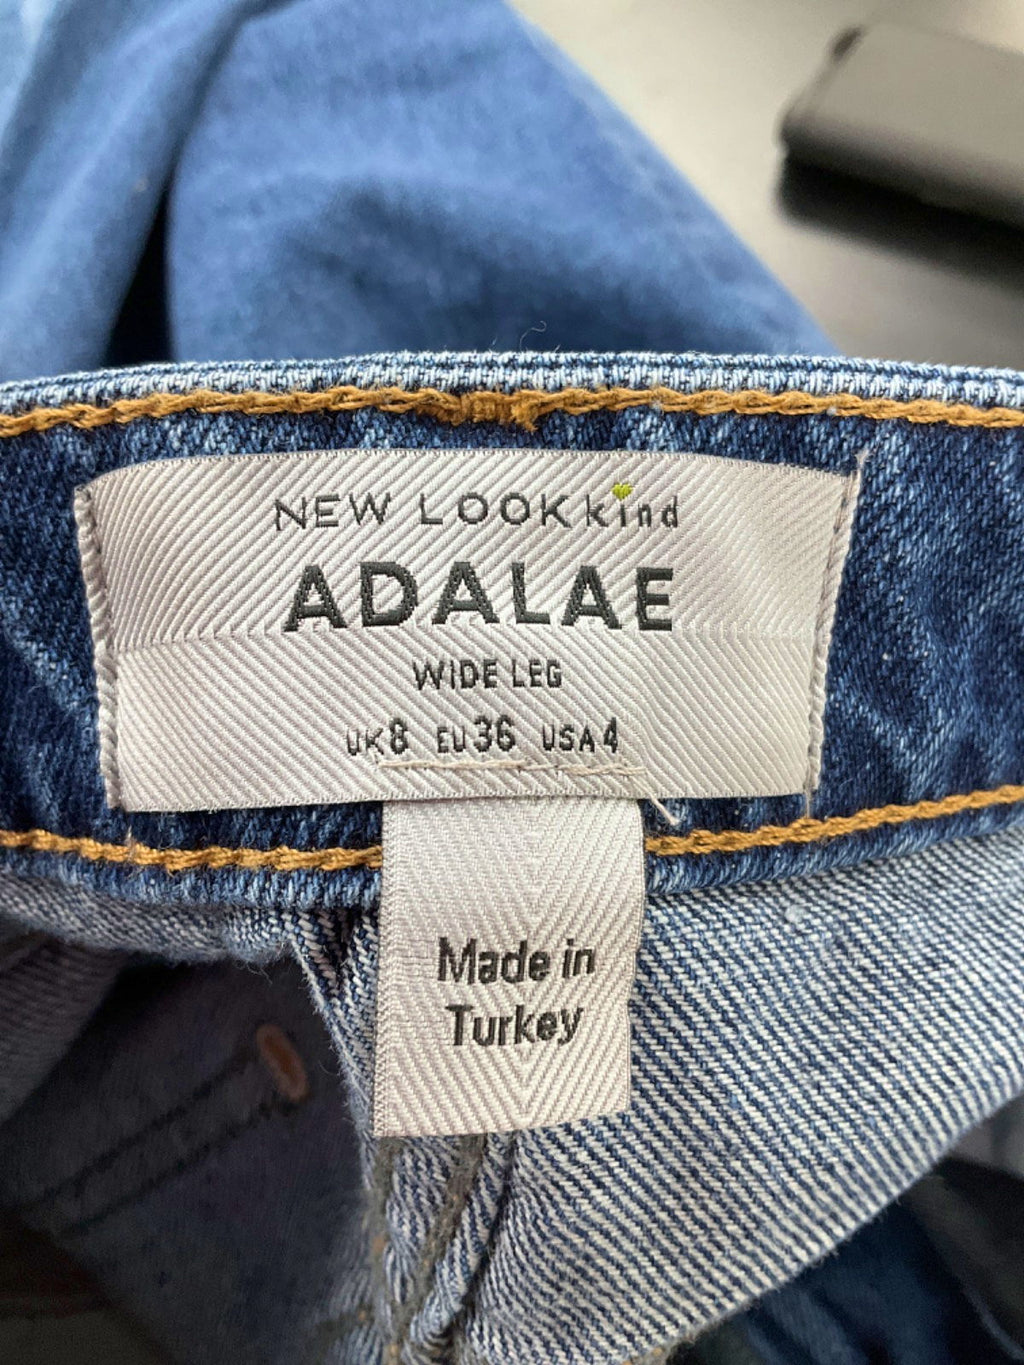 NEW LOOK kind
ADALAE
WIDE LEG
UK8 EU36 USA4
Made in
Turkey